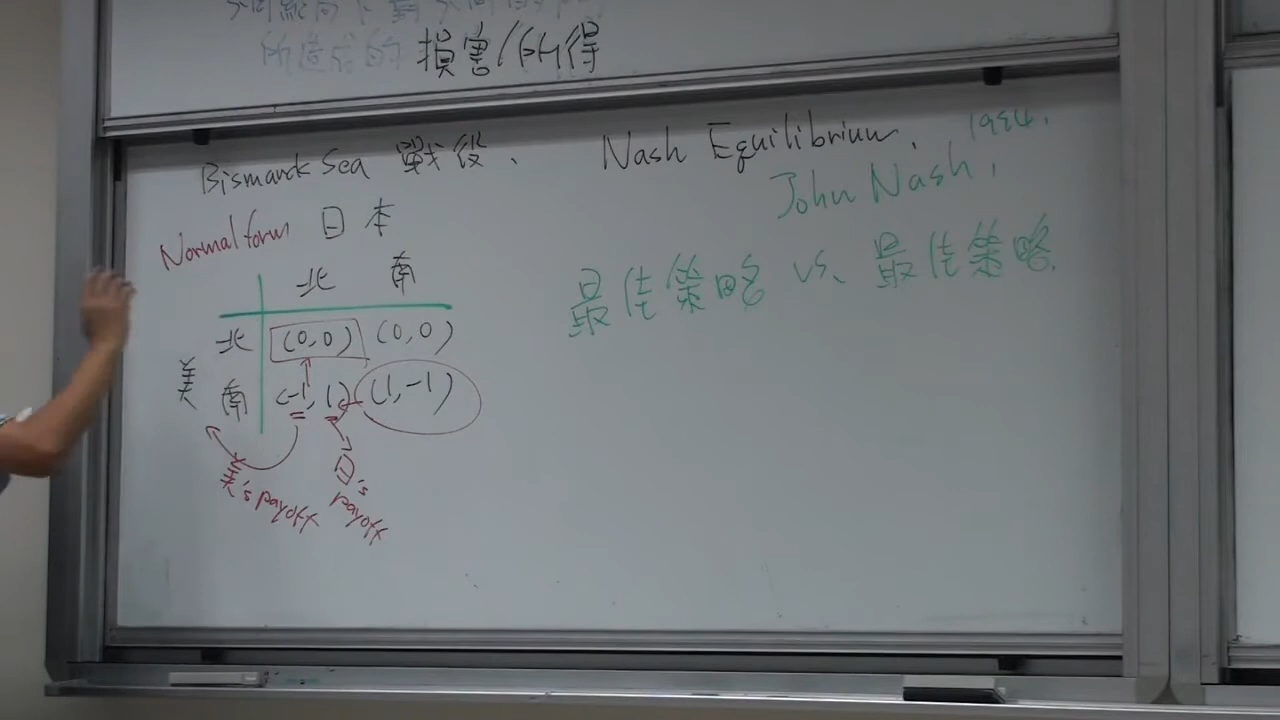 所造成的 損害/所得
Bismarck Sea 戰役、
Normal form 日本
北 南
北 (0,0) (0,0)
美 南 (-1,1) (1,-1)
美's payoff
日's payoff
Nash Equilibrium. 1994.
John Nash,
最佳策略 vs. 最佳策略.